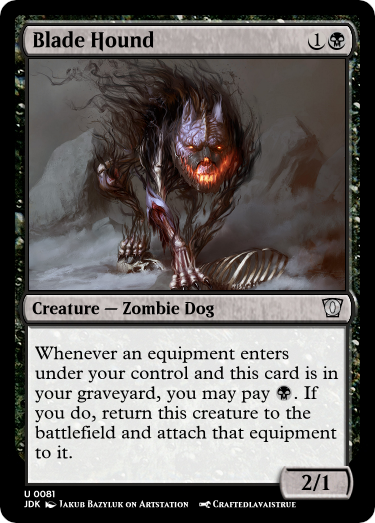 Blade Hound 1
Creature — Zombie Dog
Whenever an equipment enters
under your control and this card is in
your graveyard, you may pay . If
you do, return this creature to the
battlefield and attach that equipment
to it.
2/1
U 0081
JDK Jakub Bazyluk on Artstation Craftedlavaistrue